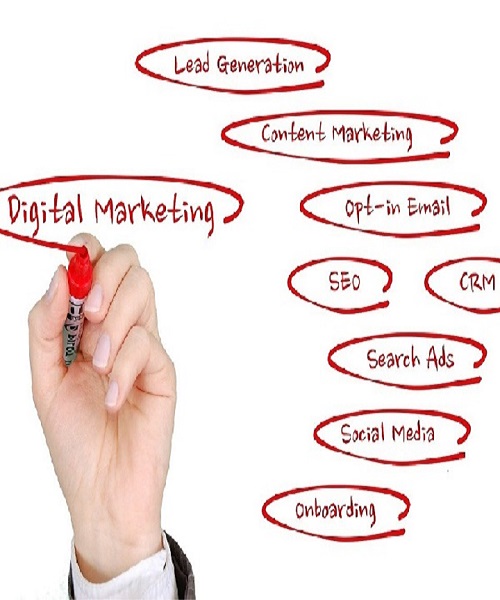 Lead Generation
Content Marketing
Digital Marketing
Opt-in Email
SEO
CRM
Search Ads
Social Media
Onboarding